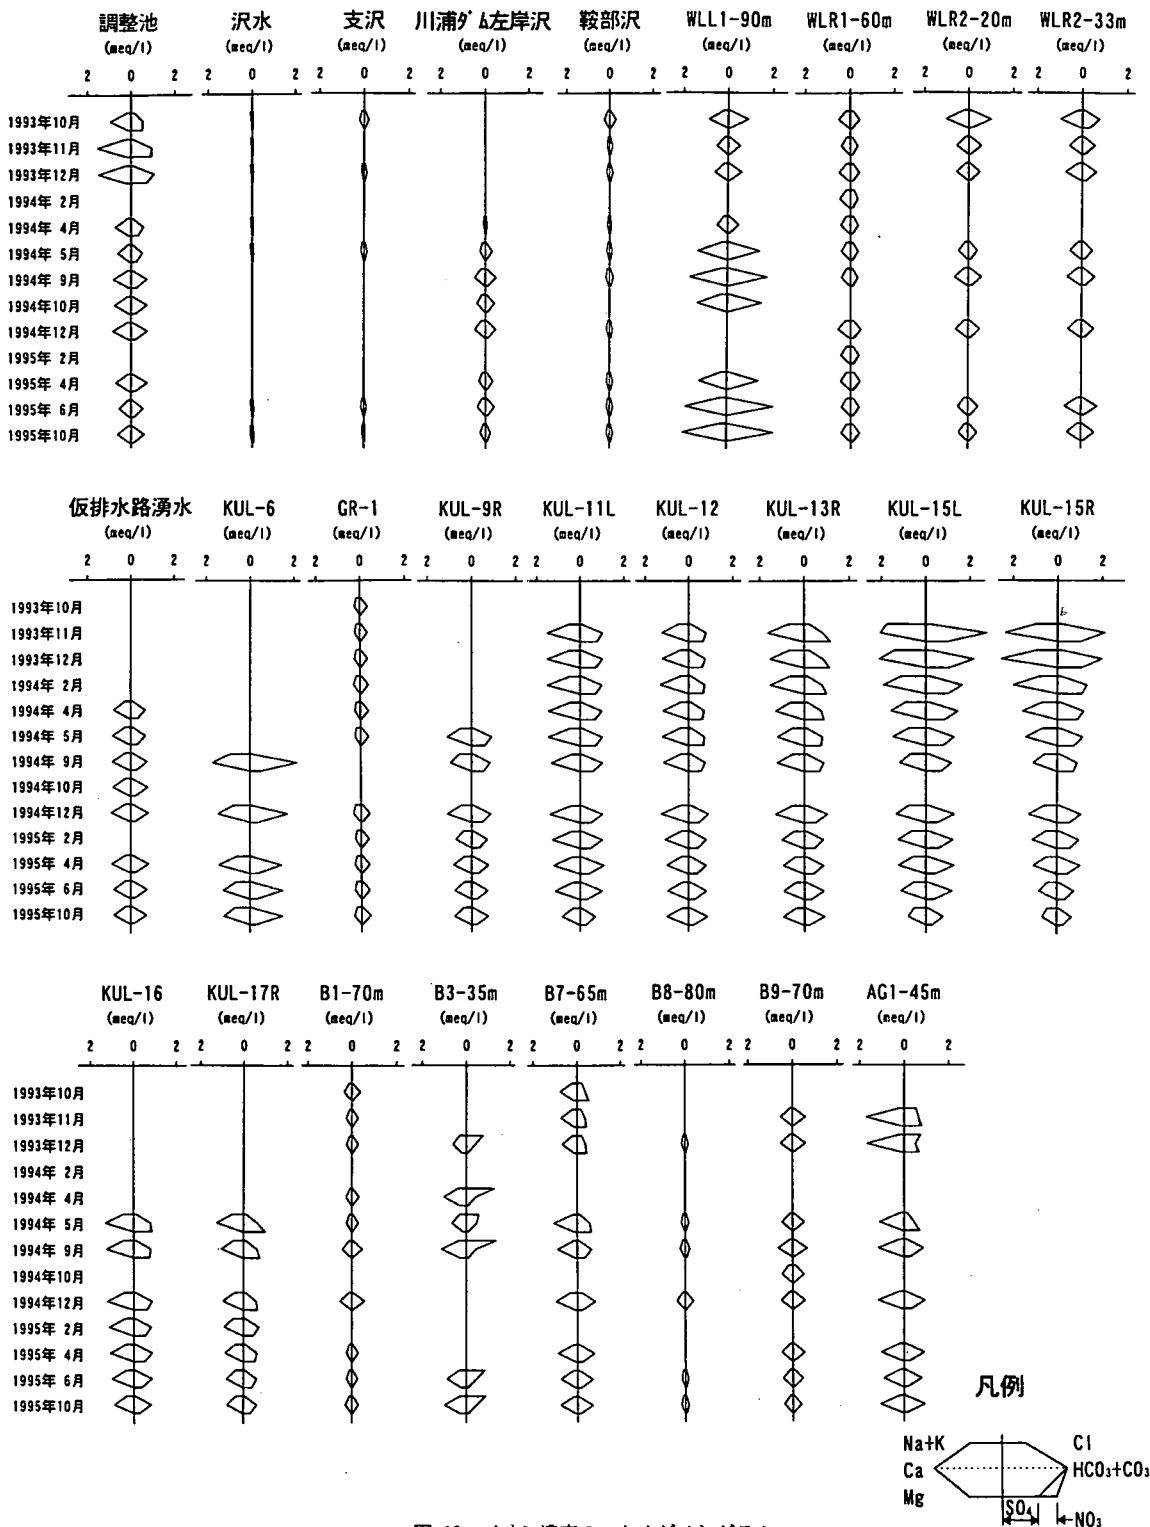 調整池 沢水 支沢 川浦ダム左岸沢 鞍部沢 WLL1-90m WLR1-60m WLR2-20m WLR2-33m
(meq/l) (meq/l) (meq/l) (meq/l) (meq/l) (meq/l) (meq/l) (meq/l) (meq/l)
2 0 2 2 0 2 2 0 2 2 0 2 2 0 2 2 0 2 2 0 2 2 0 2 2 0 2
1993年10月
1993年11月
1993年12月
1994年 2月
1994年 4月
1994年 5月
1994年 9月
1994年10月
1994年12月
1995年 2月
1995年 4月
1995年 6月
1995年10月
仮排水路湧水 KUL-6 GR-1 KUL-9R KUL-11L KUL-12 KUL-13R KUL-15L KUL-15R
(meq/l) (meq/l) (meq/l) (meq/l) (meq/l) (meq/l) (meq/l) (meq/l) (meq/l)
2 0 2 2 0 2 2 0 2 2 0 2 2 0 2 2 0 2 2 0 2 2 0 2 2 0 2
1993年10月
1993年11月
1993年12月
1994年 2月
1994年 4月
1994年 5月
1994年 9月
1994年10月
1994年12月
1995年 2月
1995年 4月
1995年 6月
1995年10月
KUL-16 KUL-17R B1-70m B3-35m B7-65m B8-80m B9-70m AG1-45m
(meq/l) (meq/l) (meq/l) (meq/l) (meq/l) (meq/l) (meq/l) (meq/l)
2 0 2 2 0 2 2 0 2 2 0 2 2 0 2 2 0 2 2 0 2 2 0 2
1993年10月
1993年11月
1993年12月
1994年 2月
1994年 4月
1994年 5月
1994年 9月
1994年10月
1994年12月
1995年 2月
1995年 4月
1995年 6月
1995年10月
凡例
Na+K Cl
Ca HCO₃+CO₃
Mg SO₄
NO₃